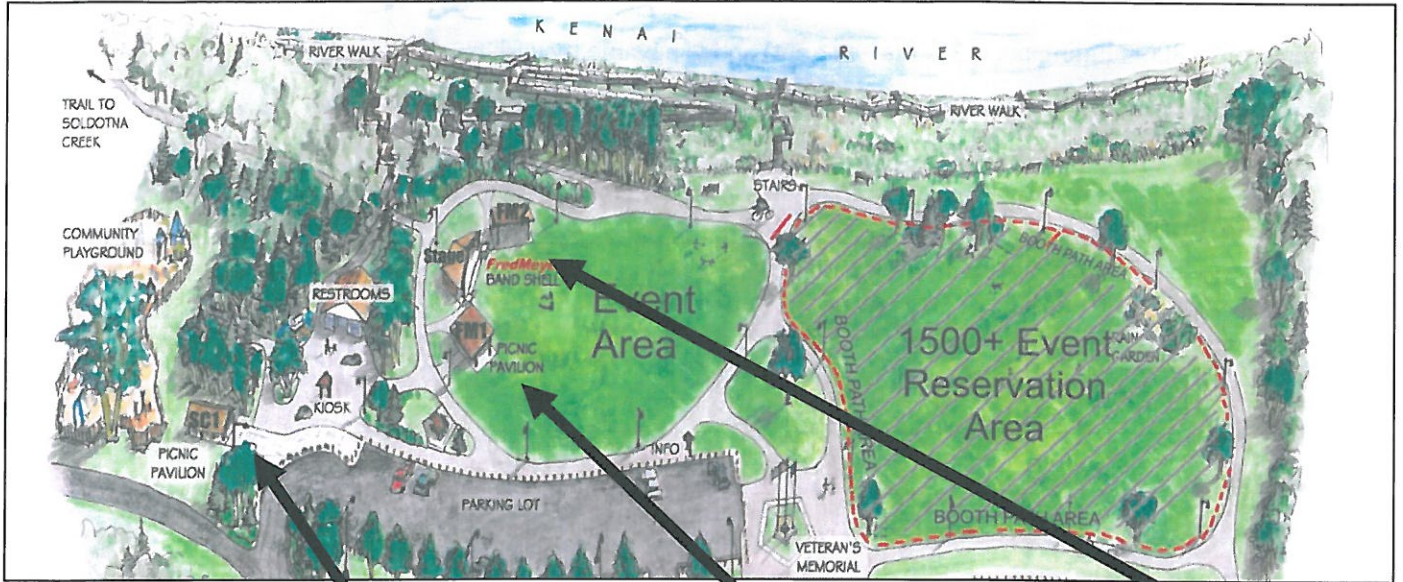 KENAI
RIVER
RIVER WALK
RIVER WALK
TRAIL TO
SOLDOTNA
CREEK
STAIRS
FM2
COMMUNITY
PLAYGROUND
Stage
BAND SHELL
RESTROOMS
Event
Area
FM1
PICNIC
PAVILION
BOOTH PATH AREA
BOOTH PATH AREA
1500+ Event
Reservation
Area
GARDEN
KIOSK
PICNIC
PAVILION
INFO
PARKING LOT
BOOTH PATH AREA
VETERAN'S
MEMORIAL